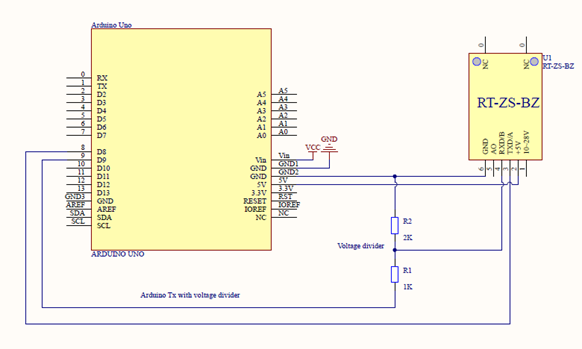 Arduino Uno
0 RX
1 TX
2 D2
3 D3
4 D4
5 D5
6 D6
7 D7
8 D8
9 D9
10 D10
11 D11
12 D12
13 D13
GND3 GND
AREF AREF
SDA SDA
SCL SCL
A5 A5
A4 A4
A3 A3
A2 A2
A1 A1
A0 A0
Vin Vin
GND GND1
GND GND2
5V 5V
3.3V 3.3V
RESET RST
IOREF IOREF
NC NC
ARDUINO UNO
VCC
GND
0 NC
0 NC
U1
RT-ZS-BZ
RT-ZS-BZ
GND 6
AO 5
RXD/B 4
TXD/A 3
+5V 2
10-28V 1
R2
2K
Voltage divider
R1
1K
Arduino Tx with voltage divider